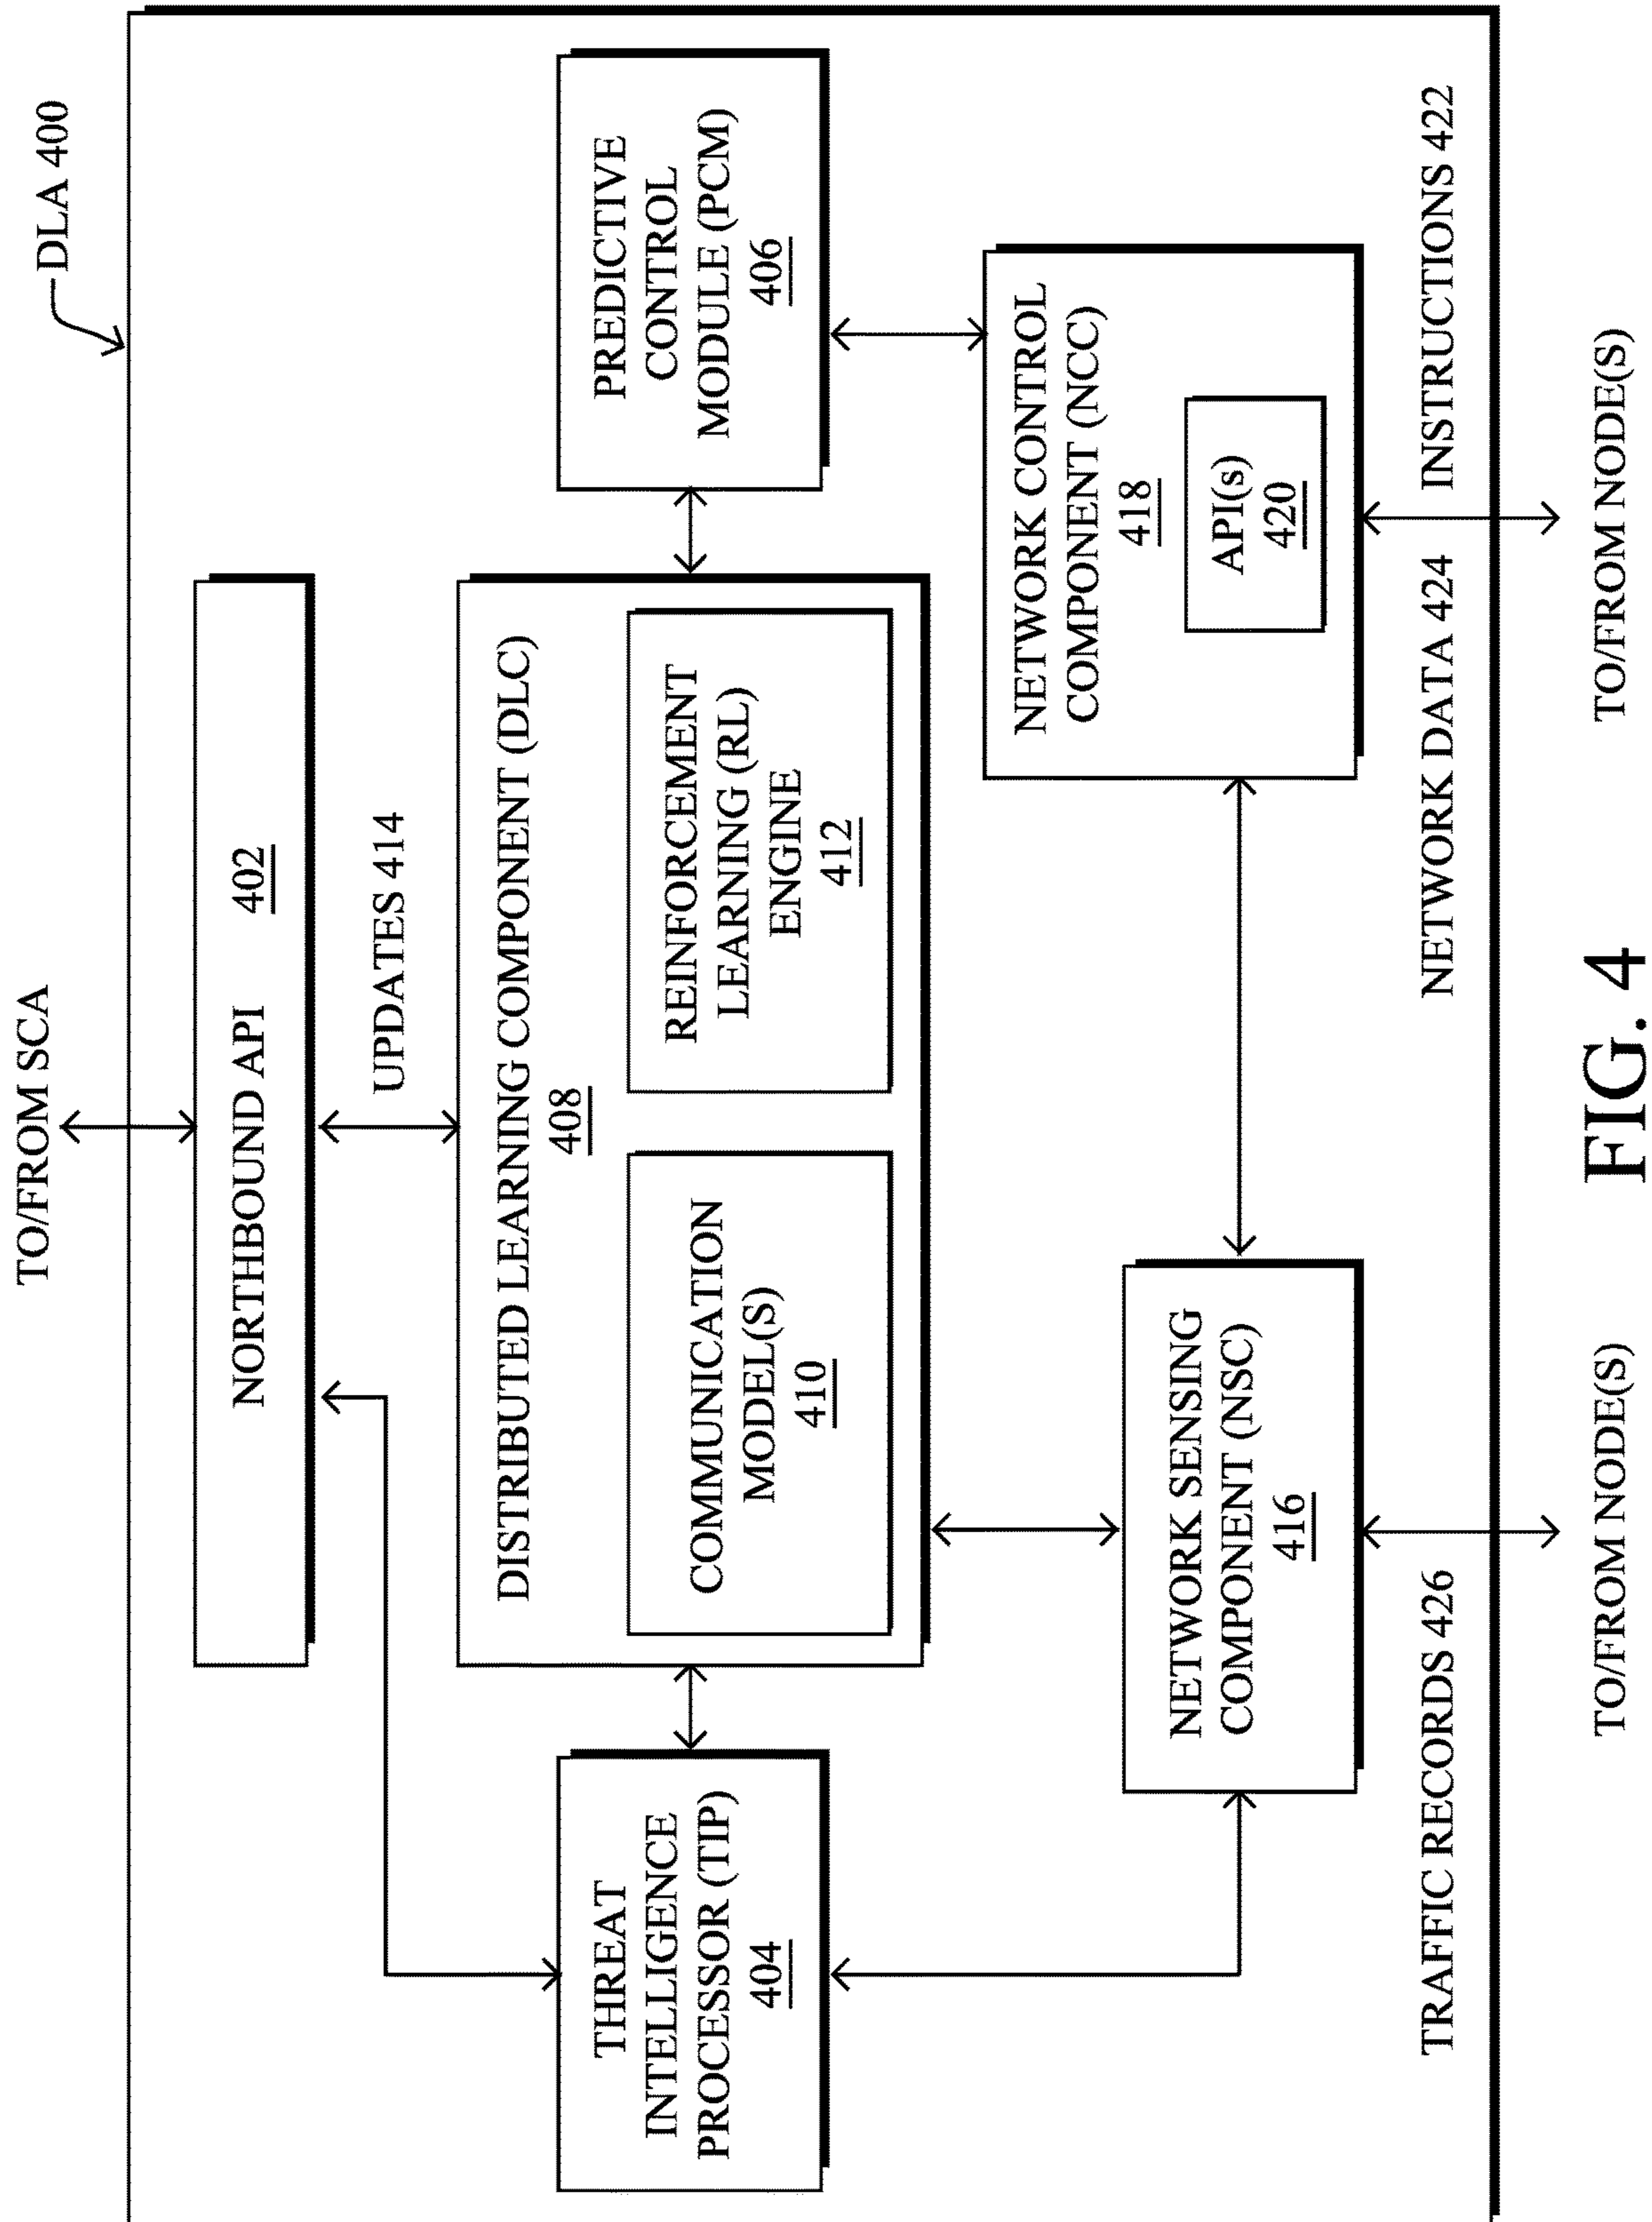 TO/FROM SCA
DLA 400
NORTHBOUND API 402
UPDATES 414
THREAT
INTELLIGENCE
PROCESSOR (TIP)
404
DISTRIBUTED LEARNING COMPONENT (DLC)
408
COMMUNICATION
MODEL(S)
410
REINFORCEMENT
LEARNING (RL)
ENGINE
412
PREDICTIVE
CONTROL
MODULE (PCM)
406
NETWORK SENSING
COMPONENT (NSC)
416
NETWORK CONTROL
COMPONENT (NCC)
418
API(s)
420
TRAFFIC RECORDS 426
NETWORK DATA 424
INSTRUCTIONS 422
TO/FROM NODE(S)
TO/FROM NODE(S)
FIG. 4